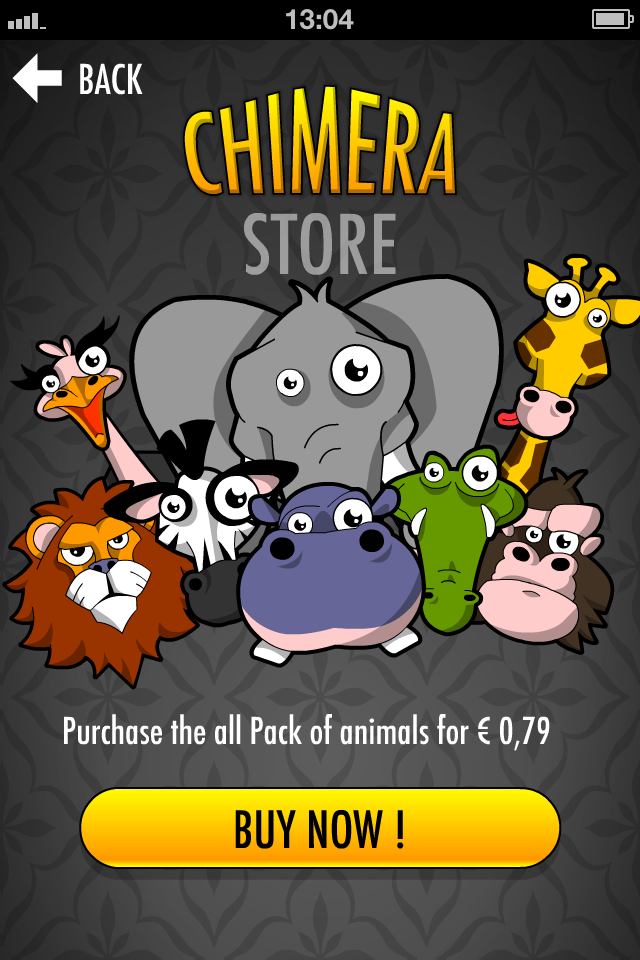 13:04
BACK
CHIMERA
STORE
Purchase the all Pack of animals for € 0,79
BUY NOW !